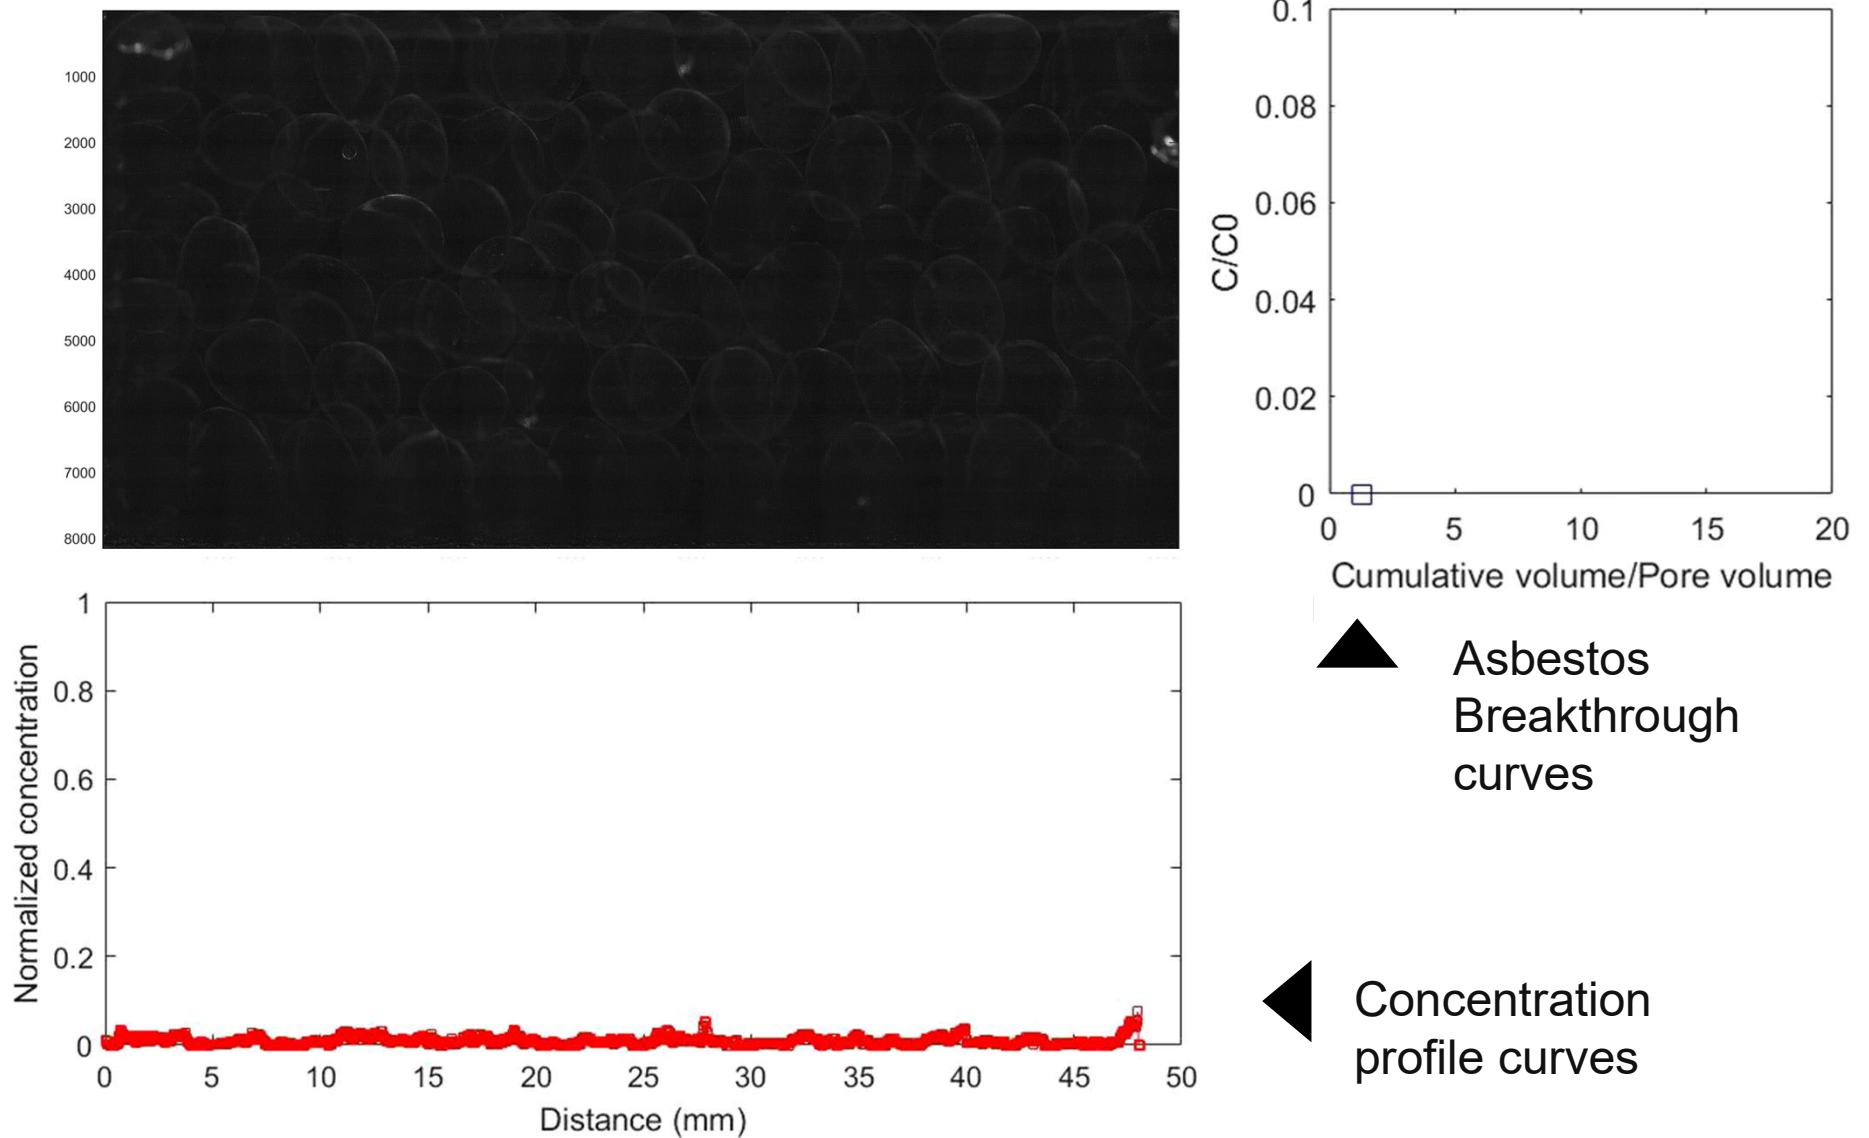 1000
2000
3000
4000
5000
6000
7000
8000
0.1
0.08
0.06
0.04
0.02
0
C/C0
0 5 10 15 20
Cumulative volume/Pore volume
Asbestos
Breakthrough
curves
1
0.8
0.6
0.4
0.2
0
Normalized concentration
0 5 10 15 20 25 30 35 40 45 50
Distance (mm)
Concentration
profile curves